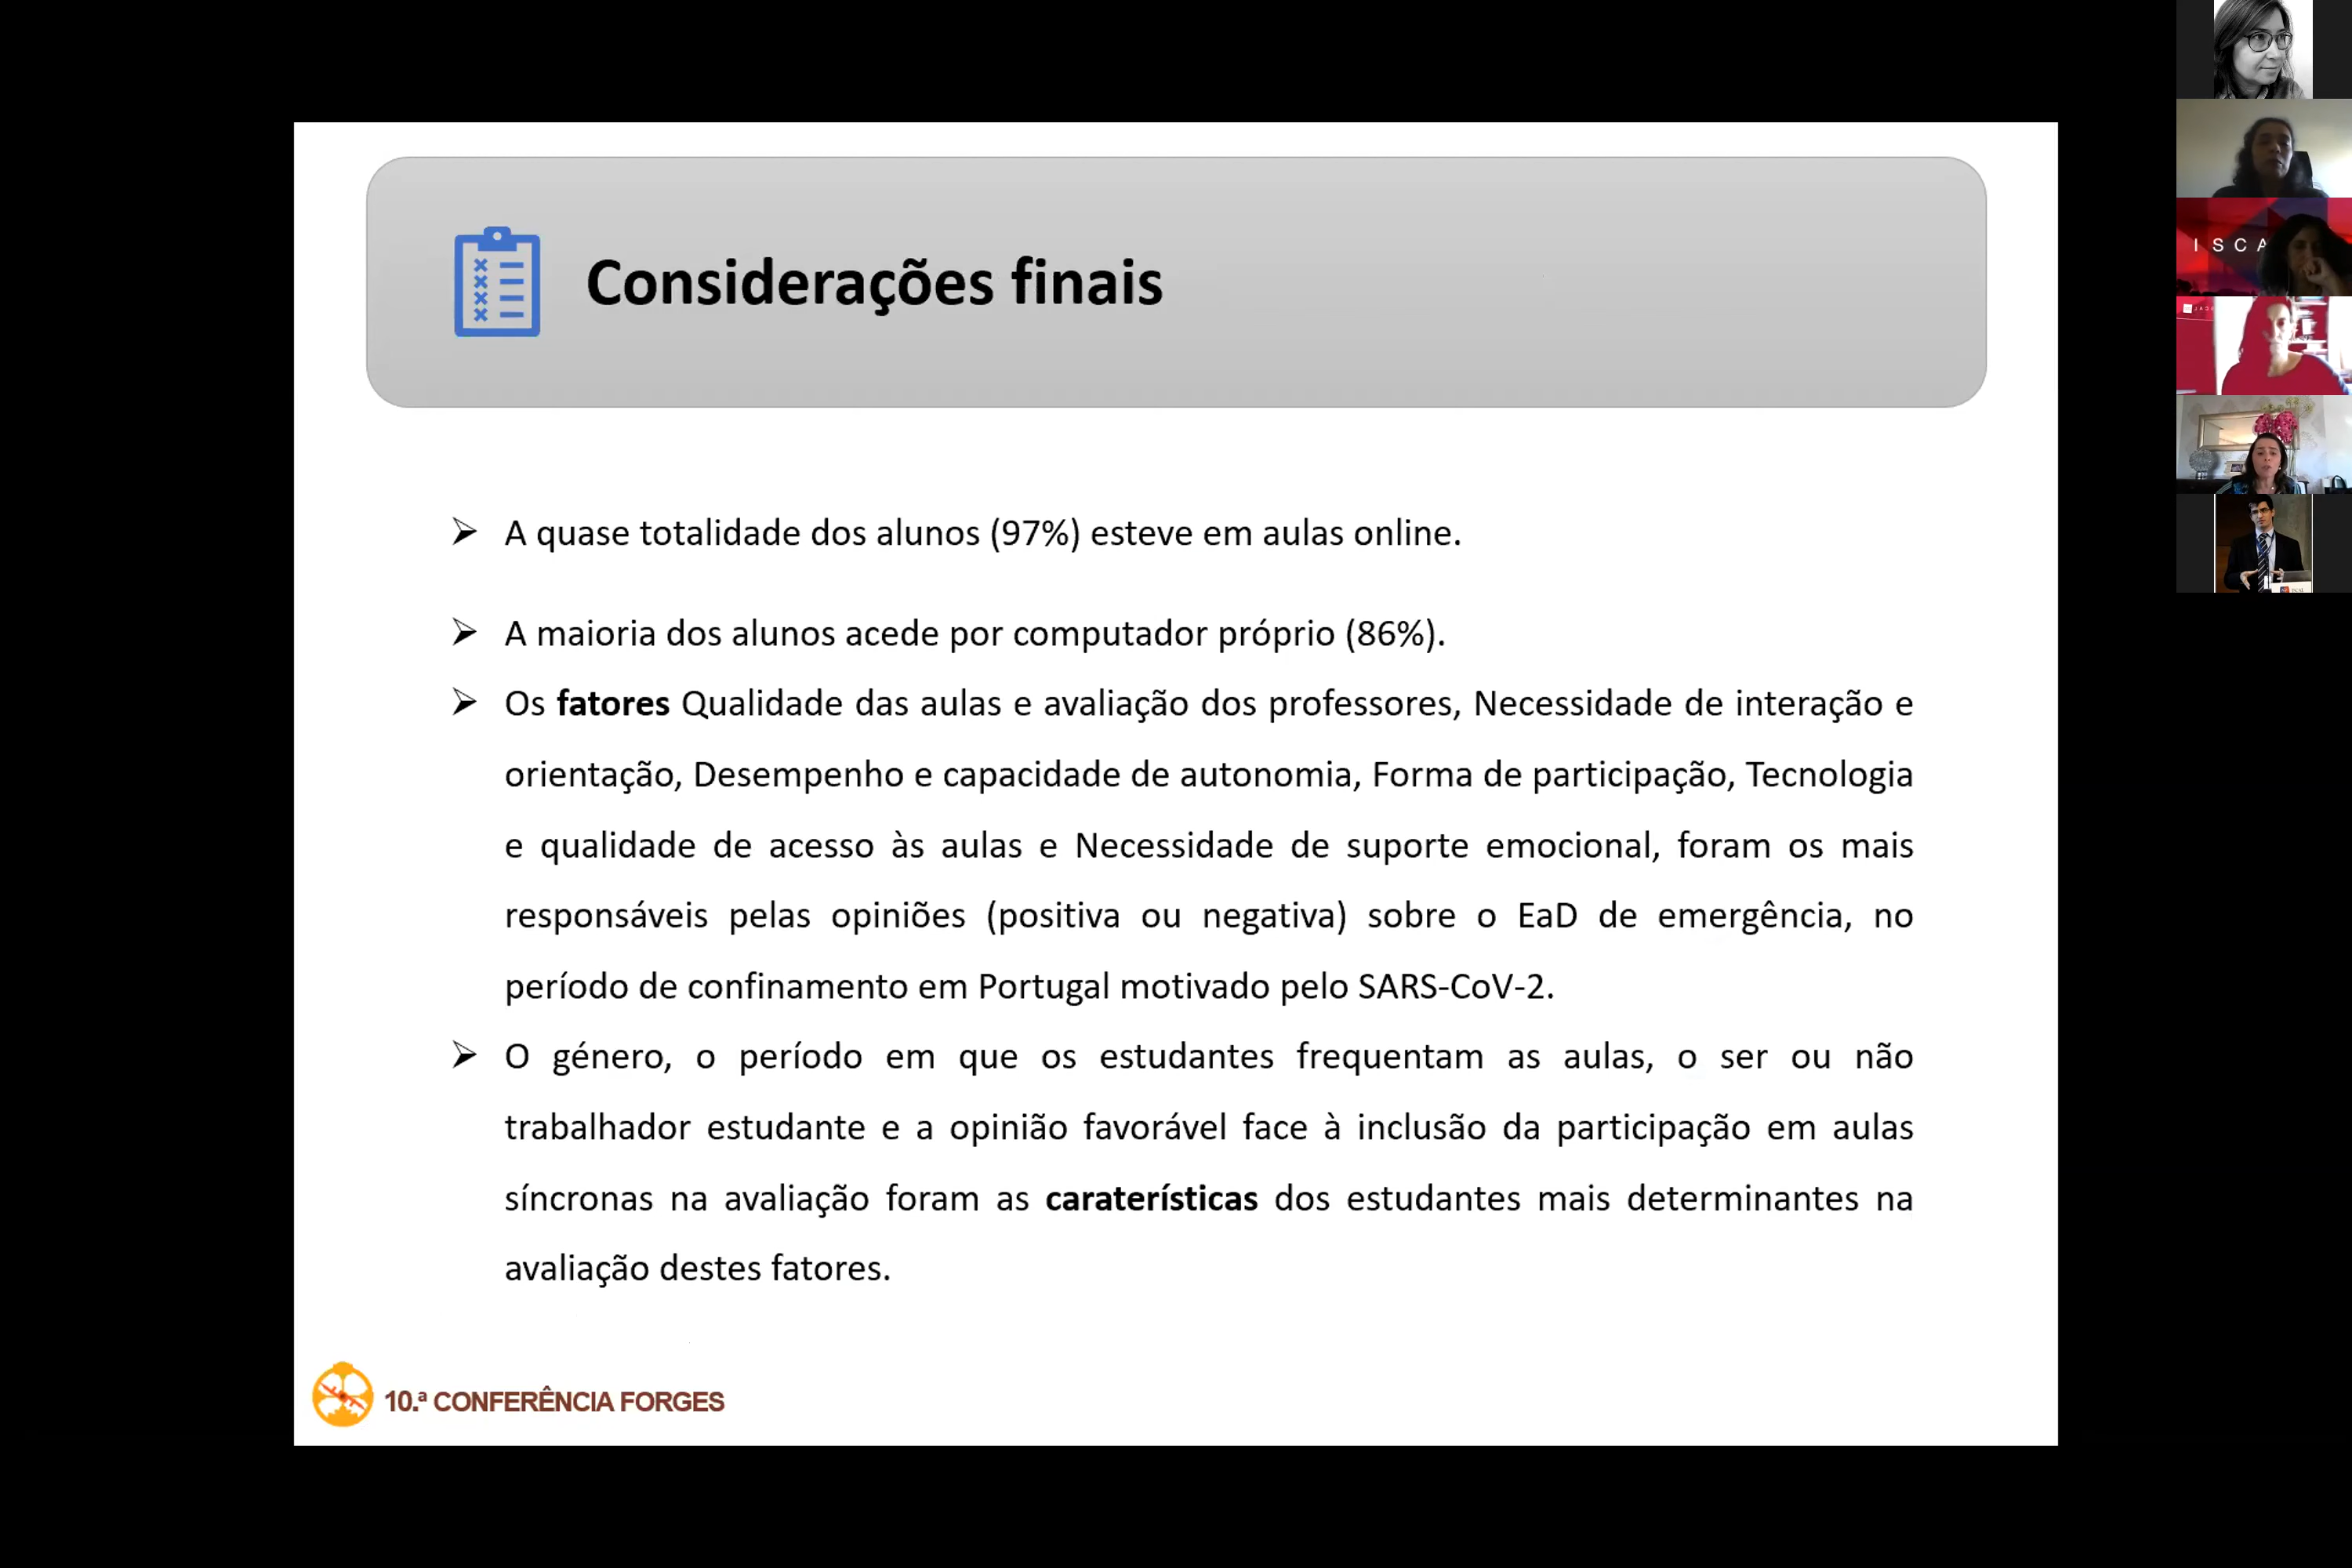 Considerações finais
A quase totalidade dos alunos (97%) esteve em aulas online.
A maioria dos alunos acede por computador próprio (86%).
Os fatores Qualidade das aulas e avaliação dos professores, Necessidade de interação e
orientação, Desempenho e capacidade de autonomia, Forma de participação, Tecnologia
e qualidade de acesso às aulas e Necessidade de suporte emocional, foram os mais
responsáveis pelas opiniões (positiva ou negativa) sobre o EaD de emergência, no
período de confinamento em Portugal motivado pelo SARS-CoV-2.
O género, o período em que os estudantes frequentam as aulas, o ser ou não
trabalhador estudante e a opinião favorável face à inclusão da participação em aulas
síncronas na avaliação foram as caraterísticas dos estudantes mais determinantes na
avaliação destes fatores.
10.ª CONFERÊNCIA FORGES
ISCA